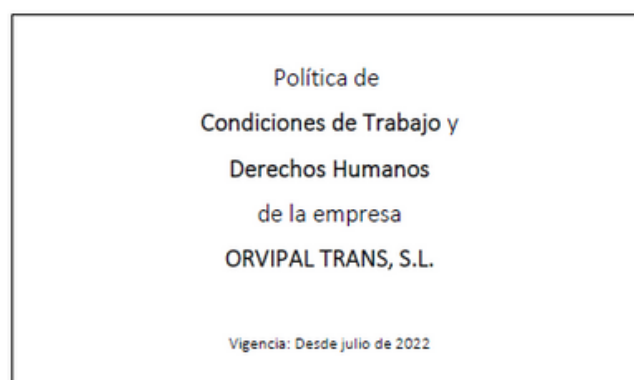 Política de
Condiciones de Trabajo y
Derechos Humanos
de la empresa
ORVIPAL TRANS, S.L.
Vigencia: Desde julio de 2022